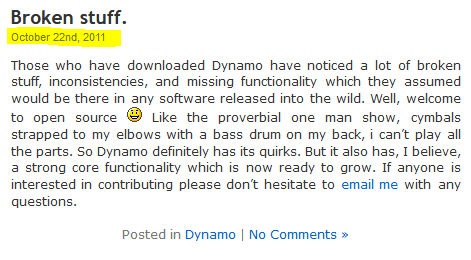 Broken stuff.
October 22nd, 2011
Those who have downloaded Dynamo have noticed a lot of broken
stuff, inconsistencies, and missing functionality which they assumed
would be there in any software released into the wild. Well, welcome
to open source 😀 Like the proverbial one man show, cymbals
strapped to my elbows with a bass drum on my back, i can't play all
the parts. So Dynamo definitely has its quirks. But it also has, I believe,
a strong core functionality which is now ready to grow. If anyone is
interested in contributing please don't hesitate to email me with any
questions.
Posted in Dynamo | No Comments »